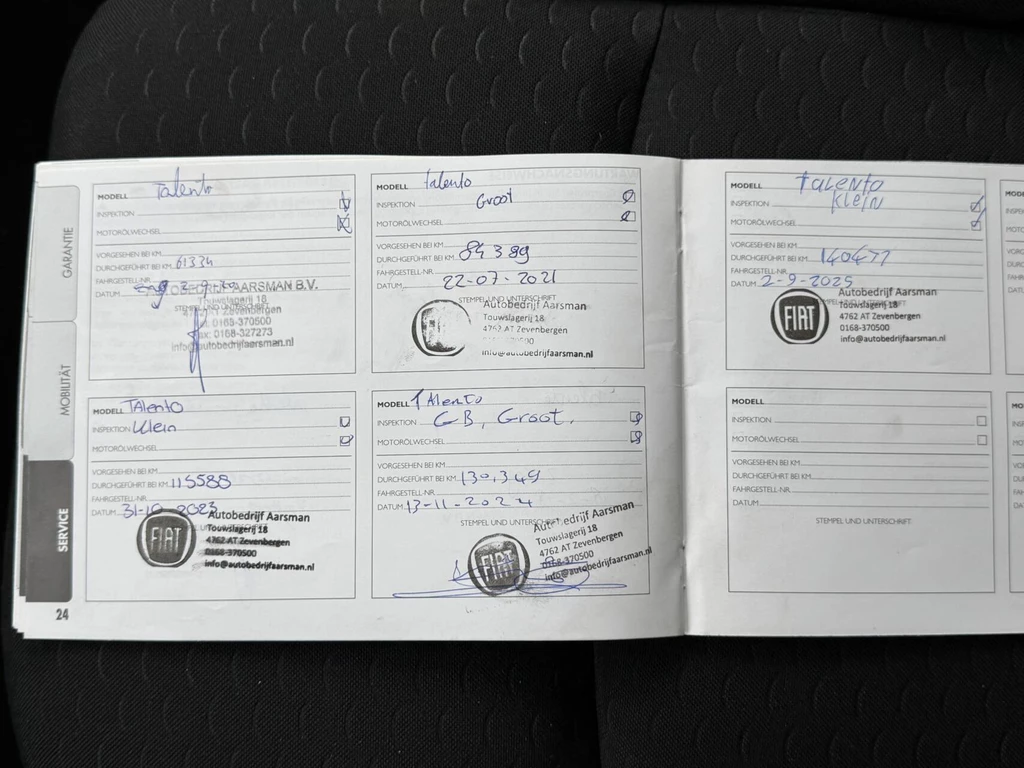 GARANTIE
MOBILITÄT
SERVICE
24
MODELL Talento
INSPEKTION
MOTORÖLWECHSEL
VORGESEHEN BEI KM
DURCHGEFÜHRT BEI KM 61334
FAHRGESTELL-NR.
DATUM
AUTOBEDRIJF AARSMAN B.V.
Touwslagerij 18
STEMPEL UND UNTERSCHRIFT
Zevenbergen
tel: 0168-370500
fax: 0168-327273
info@autobedrijfaarsman.nl
MODELL Talento
INSPEKTION Groot
MOTORÖLWECHSEL
VORGESEHEN BEI KM
DURCHGEFÜHRT BEI KM 84389
FAHRGESTELL-NR.
DATUM 22-07-2021
STEMPEL UND UNTERSCHRIFT
Autobedrijf Aarsman
Touwslagerij 18
4762 AT Zevenbergen
info@autobedrijfaarsman.nl
MODELL TAlento
INSPEKTION Klein
MOTORÖLWECHSEL
VORGESEHEN BEI KM
DURCHGEFÜHRT BEI KM 115588
FAHRGESTELL-NR.
DATUM 31-10-2023
FIAT
Autobedrijf Aarsman
Touwslagerij 18
4762 AT Zevenbergen
0168-370500
info@autobedrijfaarsman.nl
MODELL TAlento
INSPEKTION GB, Groot.
MOTORÖLWECHSEL
VORGESEHEN BEI KM
DURCHGEFÜHRT BEI KM 130.349
FAHRGESTELL-NR.
DATUM 13-11-2024
STEMPEL UND UNTERSCHRIFT
FIAT
Autobedrijf Aarsman
Touwslagerij 18
4762 AT Zevenbergen
0168-370500
info@autobedrijfaarsman.nl
MODELL TALENTO
INSPEKTION KLEIN
MOTORÖLWECHSEL
VORGESEHEN BEI KM
DURCHGEFÜHRT BEI KM 140477
FAHRGESTELL-NR.
DATUM 2-9-2025
FIAT
Autobedrijf Aarsman
Touwslagerij 18
4762 AT Zevenbergen
0168-370500
info@autobedrijfaarsman.nl
MODELL
INSPEKTION
MOTORÖLWECHSEL
VORGESEHEN BEI KM
DURCHGEFÜHRT BEI KM
FAHRGESTELL-NR.
DATUM
STEMPEL UND UNTERSCHRIFT